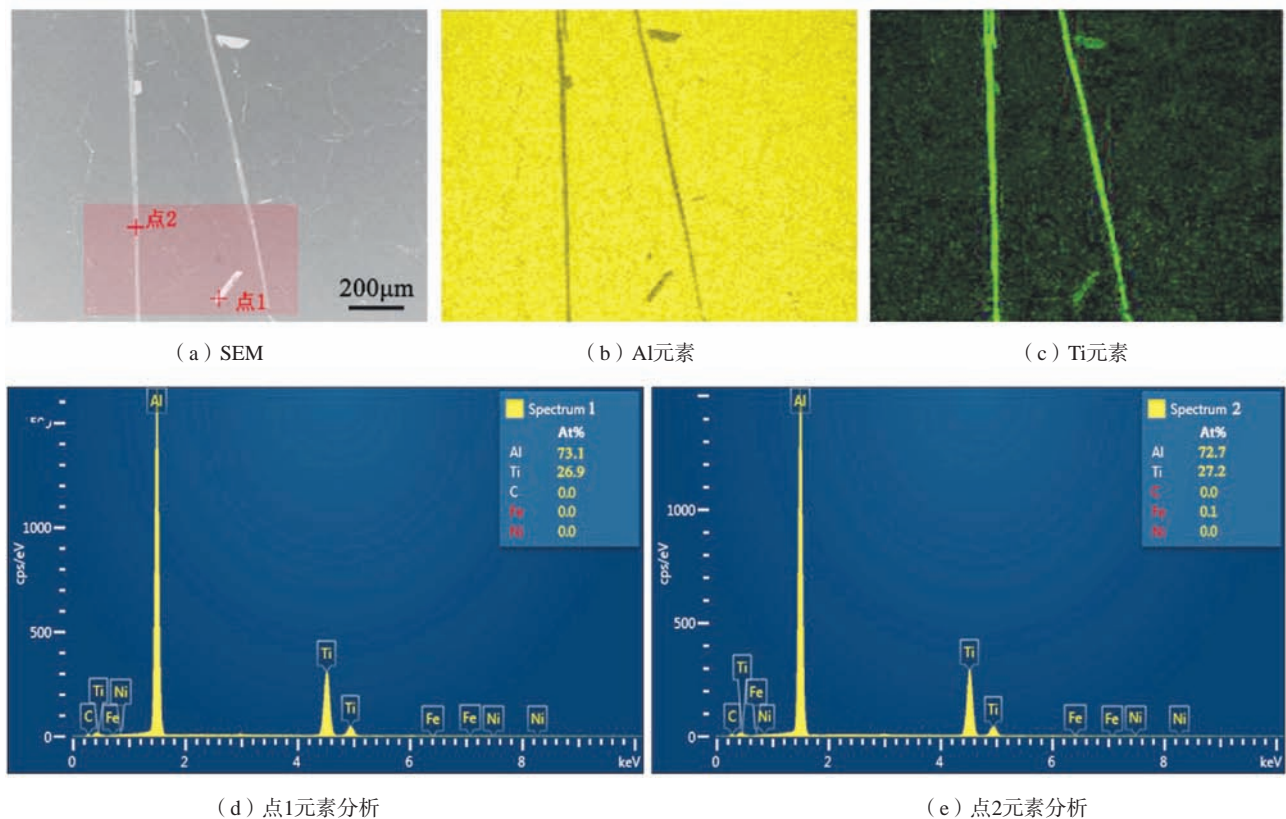 点2
点1
200μm
（a）SEM
（b）Al元素
（c）Ti元素
Al
Spectrum 1
At%
Al 73.1
Ti 26.9
C 0.0
Fe 0.0
0.0
1000
500
0
cps/eV
Ti
Ti
Ti
Ni
C
Fe
Fe
Fe
Ni
Ni
0 2 4 6 8 keV
（d）点1元素分析
Al
Spectrum 2
At%
Al 72.7
Ti 27.2
C 0.0
Fe 0.1
0.0
1000
500
0
cps/eV
Ti
Ti
Ti
Fe
C
Ni
Fe
Fe
Ni
Ni
0 2 4 6 8 keV
（e）点2元素分析